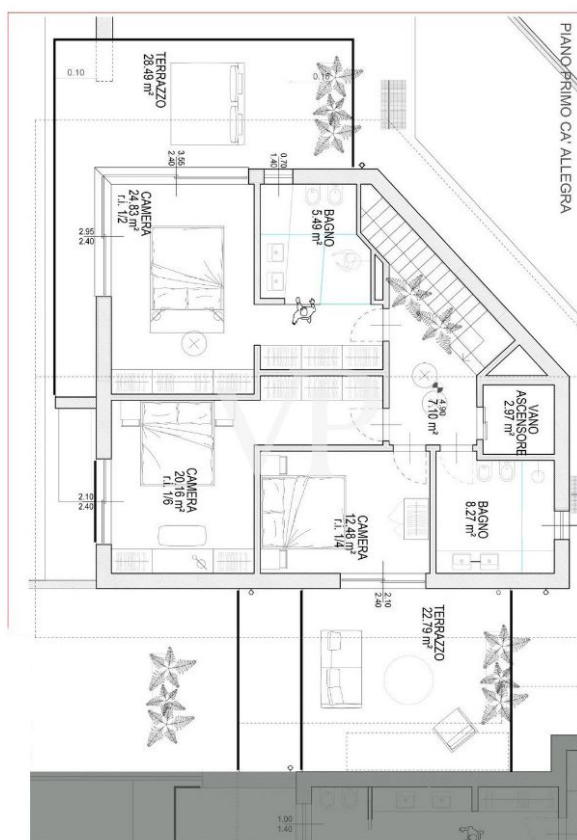 PIANO PRIMO CA' ALLEGRA
TERRAZZO
28.49 m²
0.10
0.16
3.55
2.40
0.70
1.40
CAMERA
24.83 m²
r.i. 1/2
BAGNO
5.49 m²
2.95
2.40
4.90
7.10 m²
VANO
ASCENSORE
2.97 m²
VP
CAMERA
20.16 m²
r.i. 1/6
CAMERA
12.48 m²
r.i. 1/4
BAGNO
8.27 m²
2.10
2.40
2.10
2.40
TERRAZZO
22.79 m²
1.00
1.40